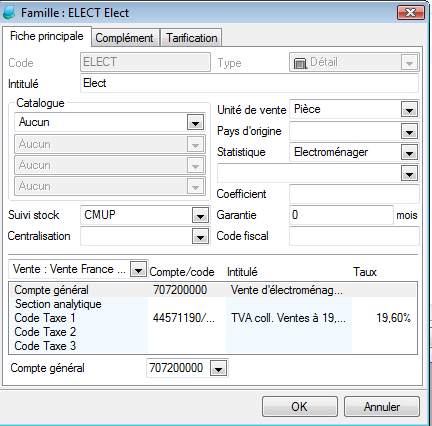 Famille : ELECT Elect
Fiche principale Complément Tarification
Code ELECT Type Détail
Intitulé Elect
Catalogue
Aucun
Aucun
Aucun
Aucun
Unité de vente Pièce
Pays d'origine
Statistique Electroménager
Coefficient
Suivi stock CMUP Garantie 0 mois
Centralisation Code fiscal
Vente : Vente France ... Compte/code Intitulé Taux
Compte général 707200000 Vente d'électroménag...
Section analytique
Code Taxe 1 44571190/... TVA coll. Ventes à 19,... 19,60%
Code Taxe 2
Code Taxe 3
Compte général 707200000
OK Annuler